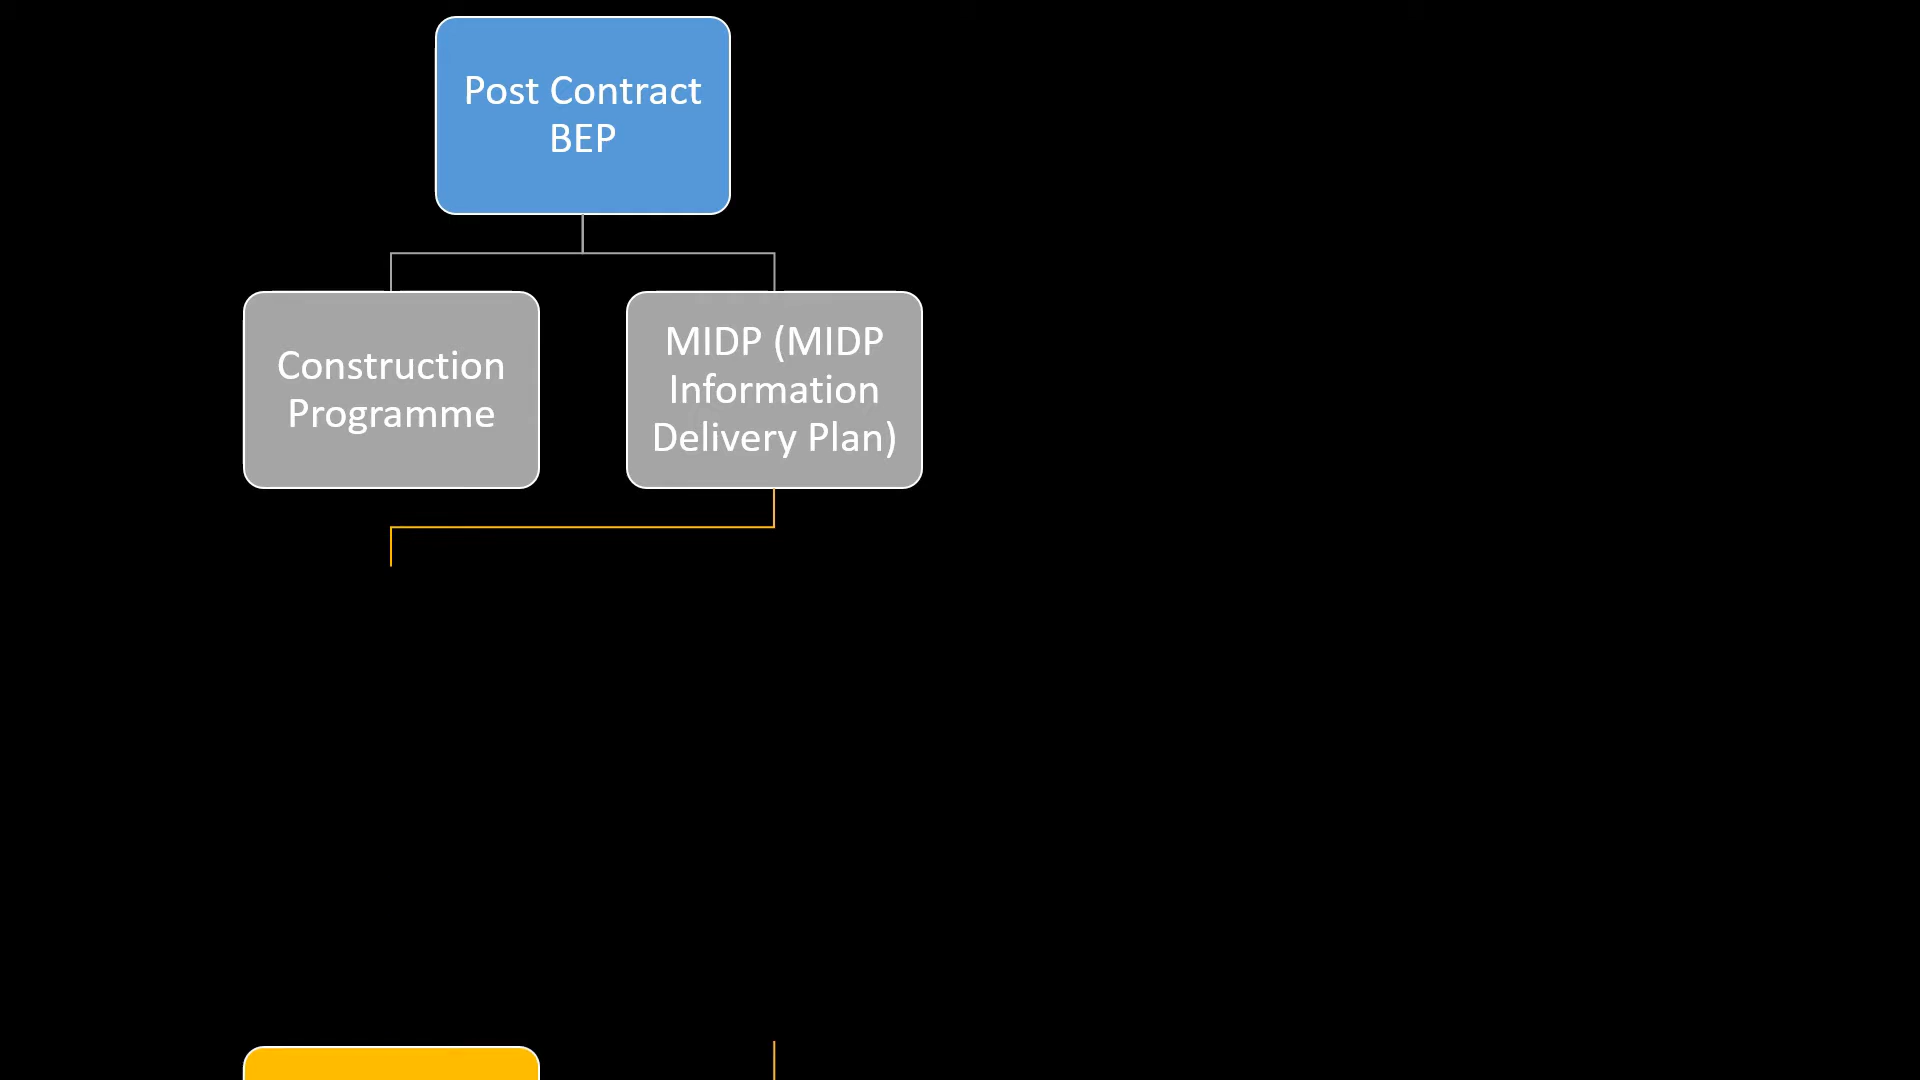 Post Contract
BEP
Construction
Programme
MIDP (MIDP
Information
Delivery Plan)